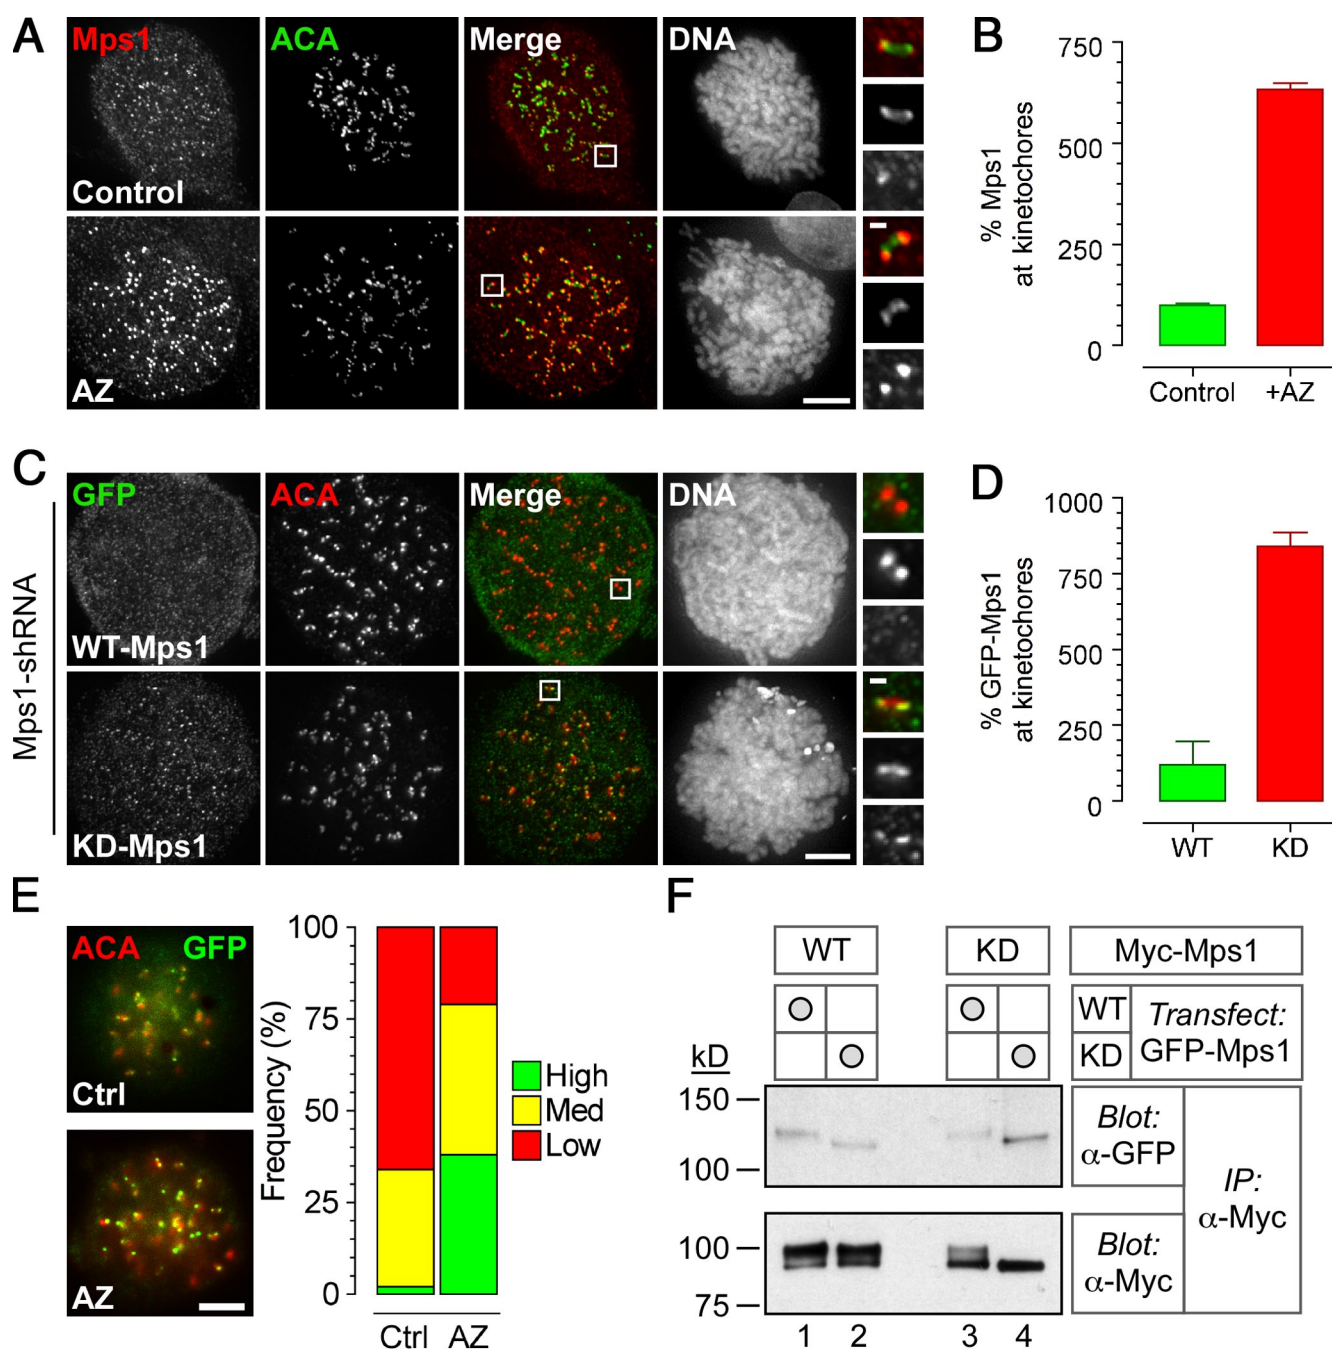 A
Mps1
ACA
Merge
DNA
Control
AZ
B
% Mps1
at kinetochores
750
500
250
0
Control
+AZ
C
Mps1-shRNA
GFP
ACA
Merge
DNA
WT-Mps1
KD-Mps1
D
% GFP-Mps1
at kinetochores
1000
750
500
250
0
WT
KD
E
ACA
GFP
Ctrl
AZ
Frequency (%)
100
75
50
25
0
Ctrl
AZ
High
Med
Low
F
WT
KD
Myc-Mps1
WT
KD
Transfect:
GFP-Mps1
kD
150
100
Blot:
α-GFP
100
75
Blot:
α-Myc
IP:
α-Myc
1
2
3
4